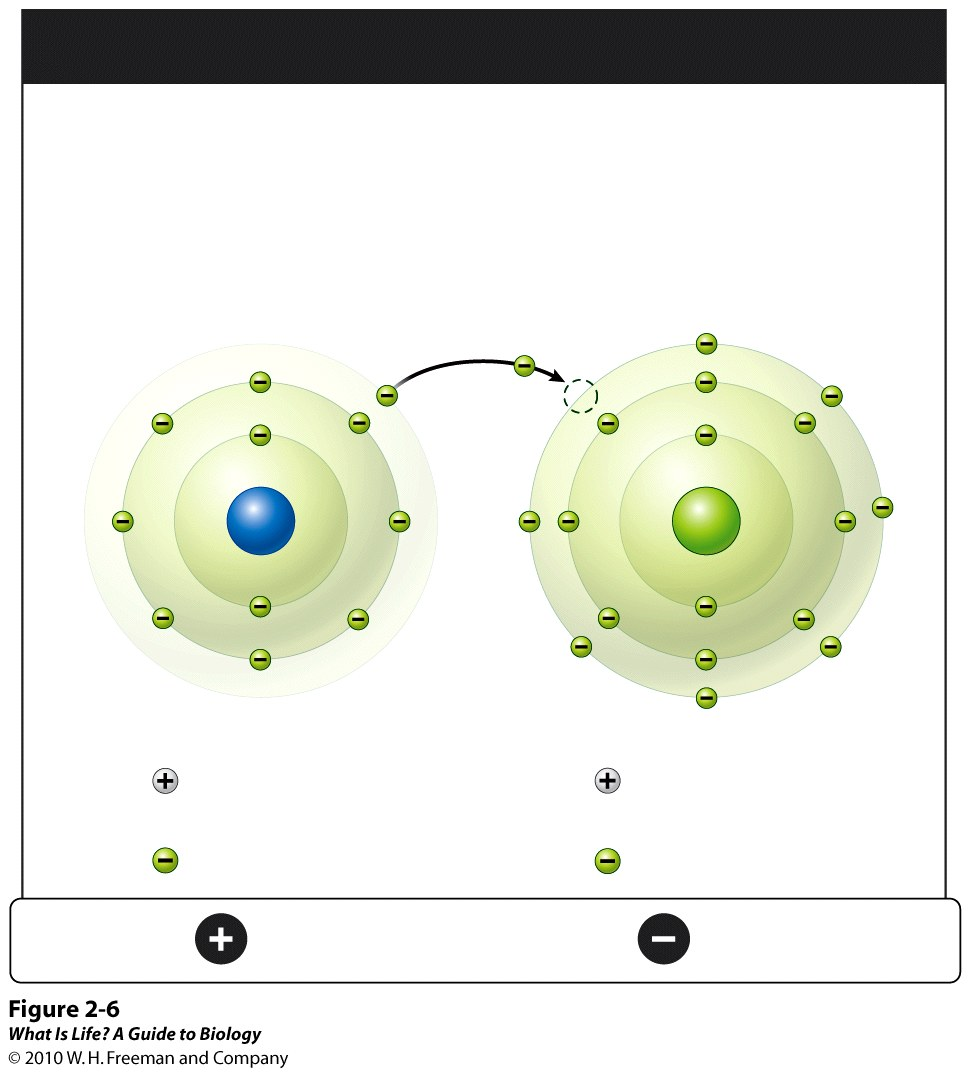 Figure 2-6
What Is Life? A Guide to Biology
© 2010 W. H. Freeman and Company